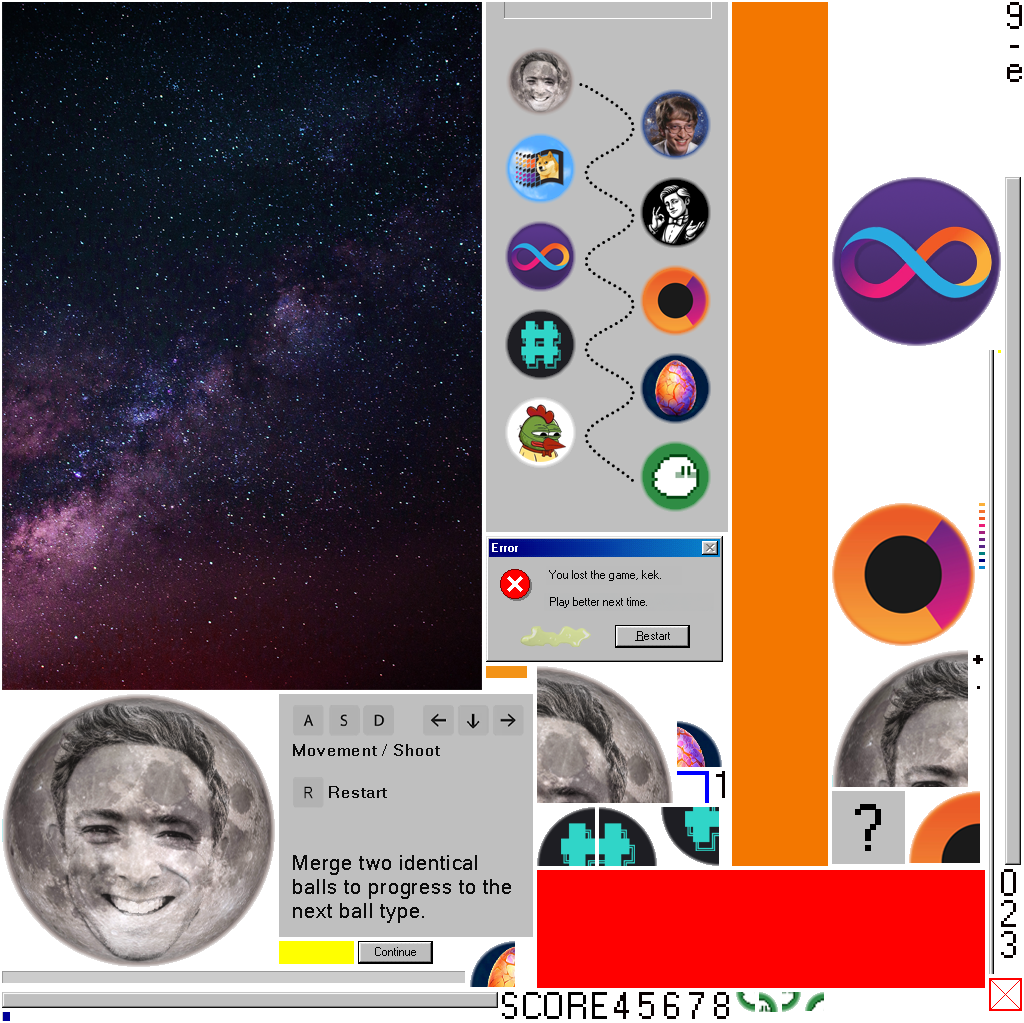 g
-
e
Error
You lost the game, kek.
Play better next time.
Restart
A S D ← ↓ →
Movement / Shoot
R Restart
Merge two identical
balls to progress to the
next ball type.
Continue
+
.
1
?
0
2
3
SCORE45678